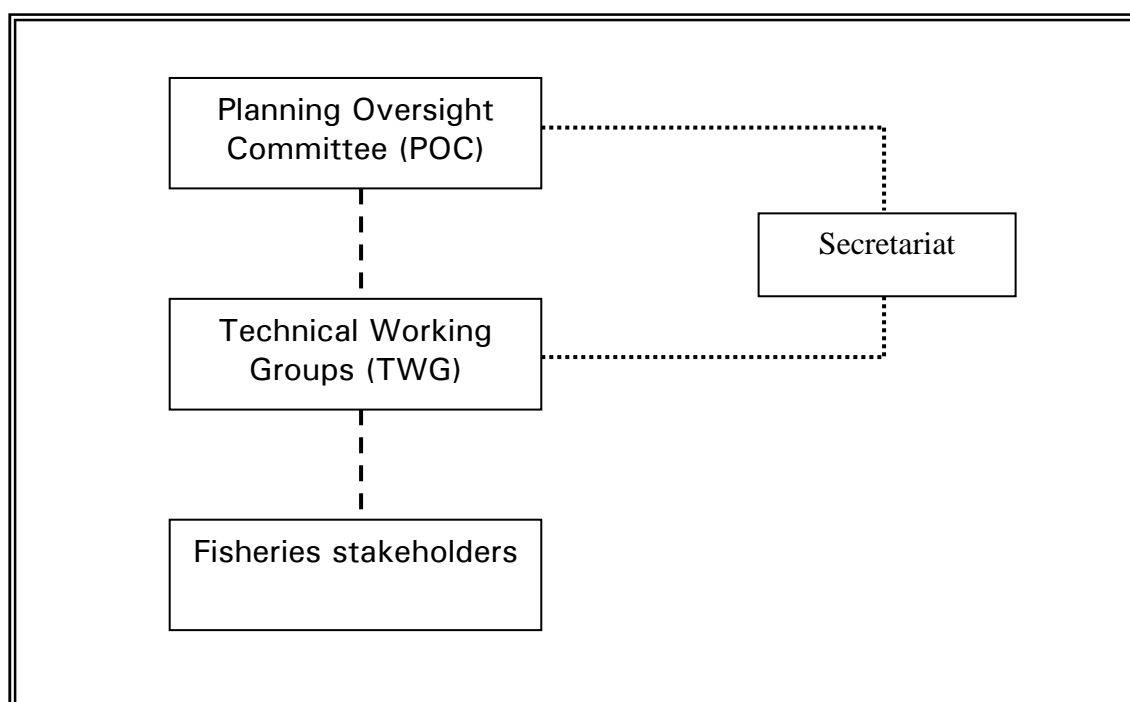 Planning Oversight
Committee (POC)
Secretariat
Technical Working
Groups (TWG)
Fisheries stakeholders